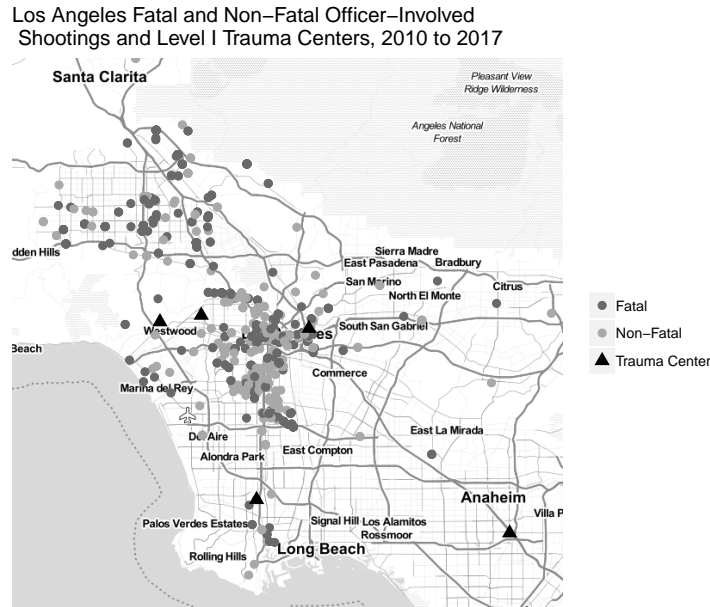 Los Angeles Fatal and Non−Fatal Officer−Involved
Shootings and Level I Trauma Centers, 2010 to 2017
Santa Clarita
Pleasant View
Ridge Wilderness
Angeles National
Forest
dden Hills
Sierra Madre
East Pasadena
Bradbury
San Marino
Citrus
North El Monte
Fatal
South San Gabriel
Non−Fatal
Westwood
es
Beach
Trauma Center
Commerce
Marina del Rey
East La Mirada
Del Aire
East Compton
Alondra Park
Anaheim
Villa P
Palos Verdes Estates
Signal Hill
Los Alamitos
Rossmoor
Long Beach
Rolling Hills